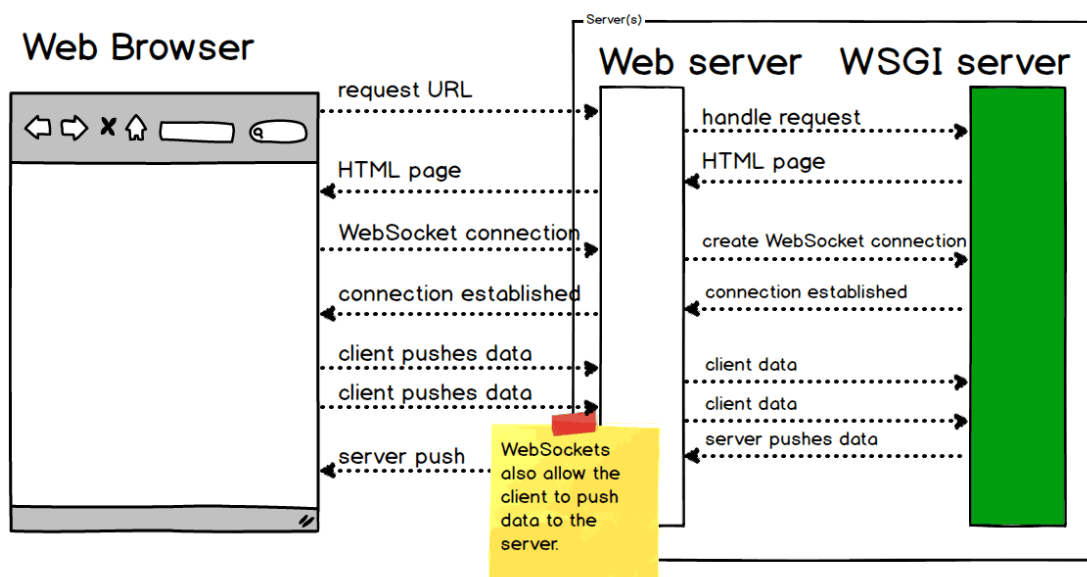 Server(s)
Web Browser
Web server
WSGI server
request URL
handle request
HTML page
HTML page
WebSocket connection
create WebSocket connection
connection established
connection established
client pushes data
client data
client pushes data
client data
server pushes data
server push
WebSockets
also allow the
client to push
data to the
server.